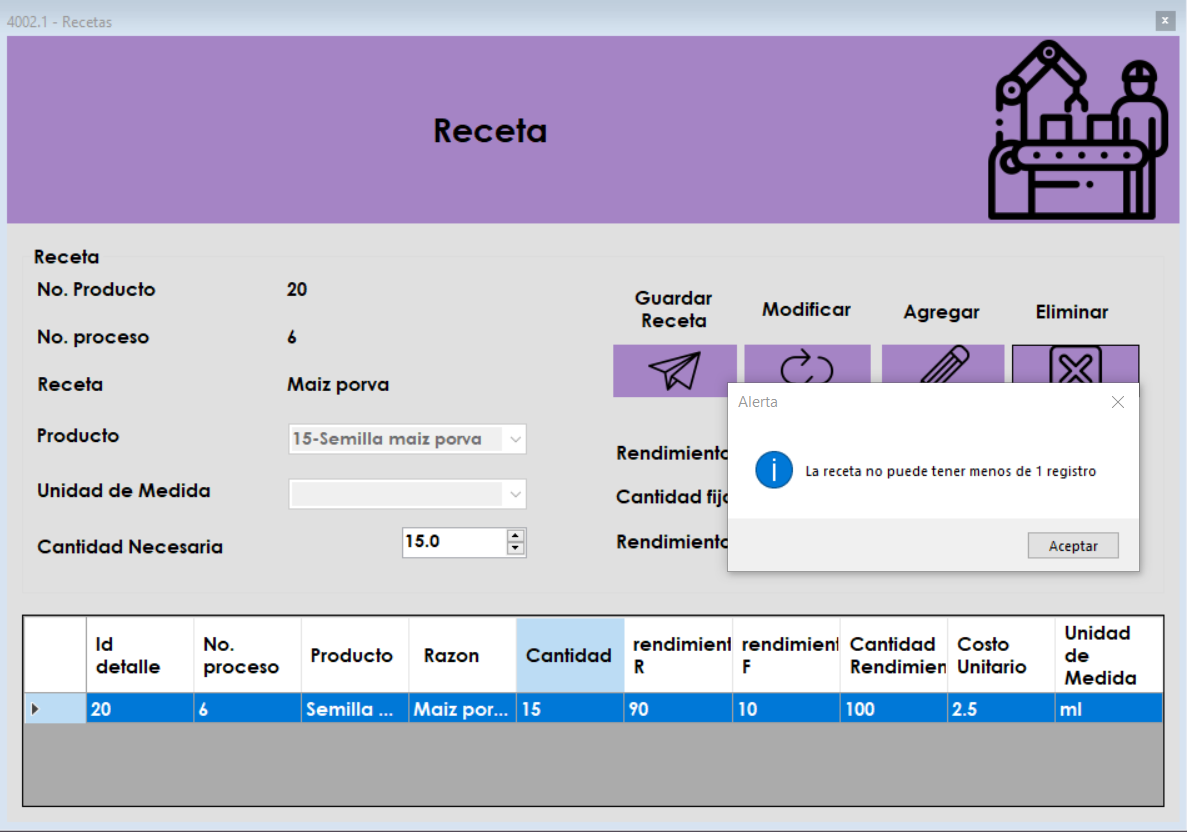 4002.1 - Recetas
Receta
Receta
No. Producto 20
No. proceso 6
Receta Maiz porva
Producto 15-Semilla maiz porva
Unidad de Medida
Cantidad Necesaria 15.0
Guardar
Receta
Modificar
Agregar
Eliminar
Rendimiento
Cantidad fijo
Rendimiento
Alerta
La receta no puede tener menos de 1 registro
Aceptar
Id
detalle
No.
proceso
Producto
Razon
Cantidad
rendimient
R
rendimient
F
Cantidad
Rendimien
Costo
Unitario
Unidad
de
Medida
20 6 Semilla ... Maiz por... 15 90 10 100 2.5 ml